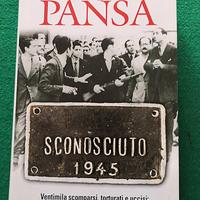 PANSA
SCONOSCIUTO
1945
Ventimila scomparsi, torturati e uccisi: